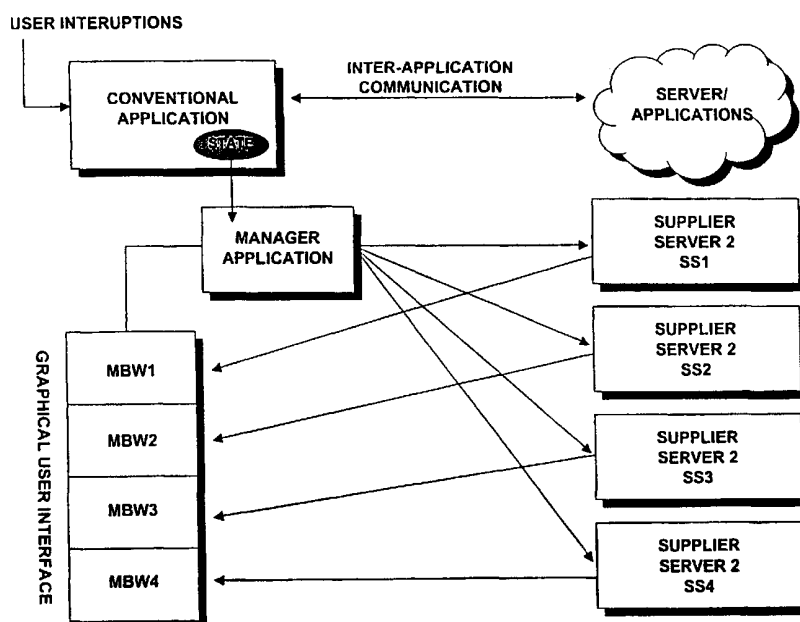 USER INTERUPTIONS
INTER-APPLICATION
COMMUNICATION
CONVENTIONAL
APPLICATION
STATE
SERVER/
APPLICATIONS
MANAGER
APPLICATION
SUPPLIER
SERVER 2
SS1
SUPPLIER
SERVER 2
SS2
SUPPLIER
SERVER 2
SS3
SUPPLIER
SERVER 2
SS4
GRAPHICAL USER INTERFACE
MBW1
MBW2
MBW3
MBW4